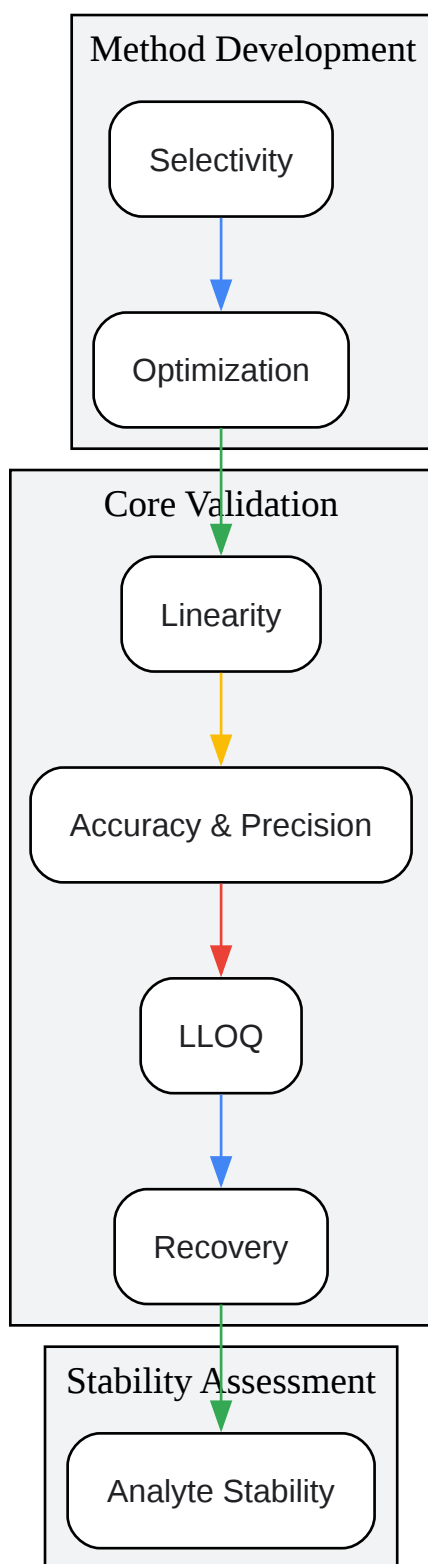 Method Development
Selectivity
Optimization
Core Validation
Linearity
Accuracy & Precision
LLOQ
Recovery
Stability Assessment
Analyte Stability